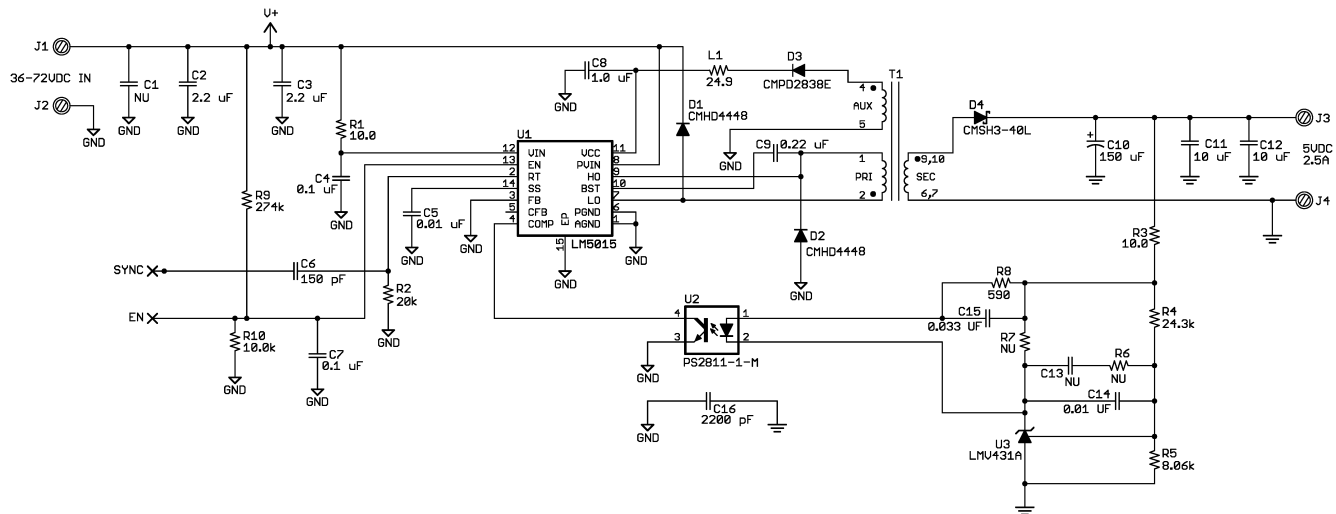 V+
J1
36-72VDC IN
J2
GND
C1
NU
GND
C2
2.2 uF
GND
C3
2.2 uF
GND
R1
10.0
C4
0.1 uF
GND
R9
274k
C5
0.01 uF
GND
GND
U1
12 VIN VCC 11
13 EN PVIN 8
2 RT HO 9
14 SS BST 10
3 FB LO 7
5 CFB PGND 6
4 COMP AGND 1
EP
15
LM5015
GND
GND
C8
1.0 uF
GND
L1
24.9
D3
CMPD2838E
D1
CMHD4448
T1
4
AUX
5
GND
C9 0.22 uF
1
PRI
2
9,10
SEC
6,7
D2
CMHD4448
GND
D4
CMSH3-40L
+
C10
150 uF
C11
10 uF
C12
10 uF
J3
5VDC
2.5A
J4
SYNC
C6
150 pF
R2
20k
GND
EN
R10
10.0k
GND
C7
0.1 uF
GND
U2
4 1
3 2
PS2811-1-M
GND
C16
2200 pF
GND
R3
10.0
R8
590
C15
0.033 UF
R7
NU
R4
24.3k
C13
NU
R6
NU
C14
0.01 UF
U3
LMV431A
R5
8.06k